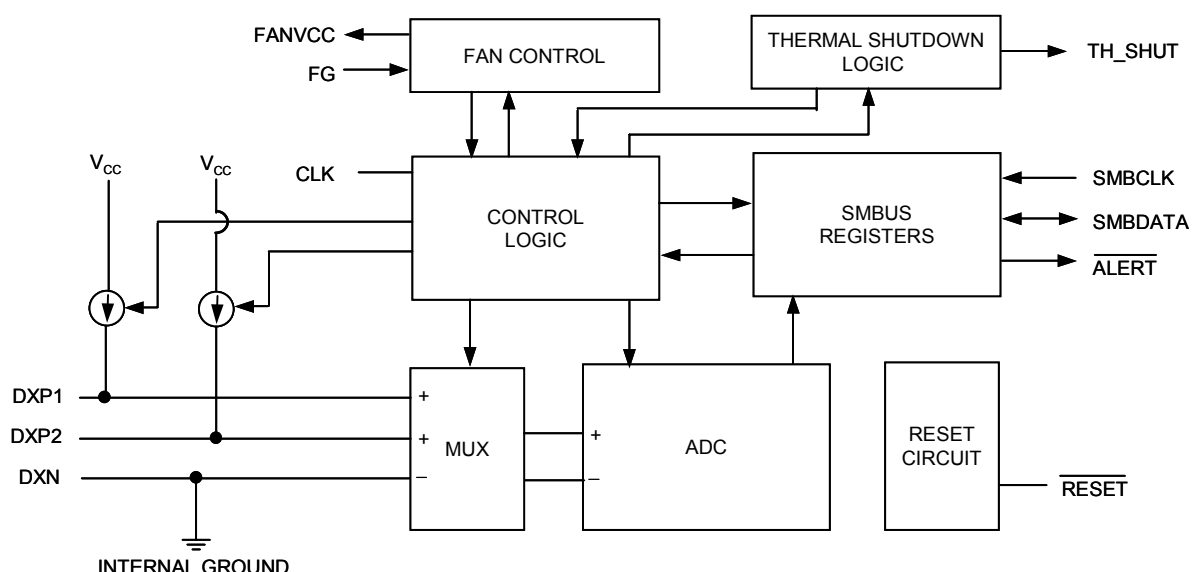 FANVCC
FG
FAN CONTROL
THERMAL SHUTDOWN
LOGIC
TH_SHUT
VCC
VCC
CLK
CONTROL
LOGIC
SMBUS
REGISTERS
SMBCLK
SMBDATA
ALERT
DXP1
DXP2
DXN
+
+
−
MUX
+
−
ADC
RESET
CIRCUIT
RESET
INTERNAL GROUND